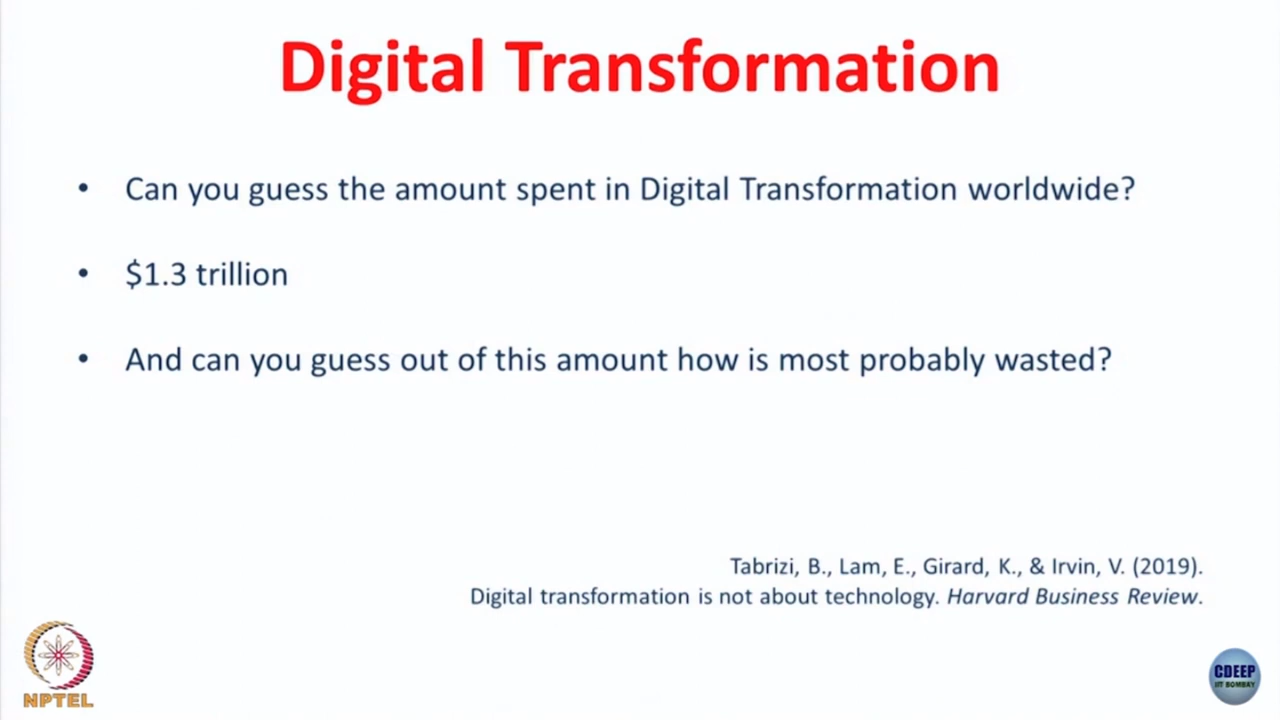 Digital Transformation
• Can you guess the amount spent in Digital Transformation worldwide?
• $1.3 trillion
• And can you guess out of this amount how is most probably wasted?
Tabrizi, B., Lam, E., Girard, K., & Irvin, V. (2019).
Digital transformation is not about technology. Harvard Business Review.
NPTEL
CDEEP
IIT BOMBAY